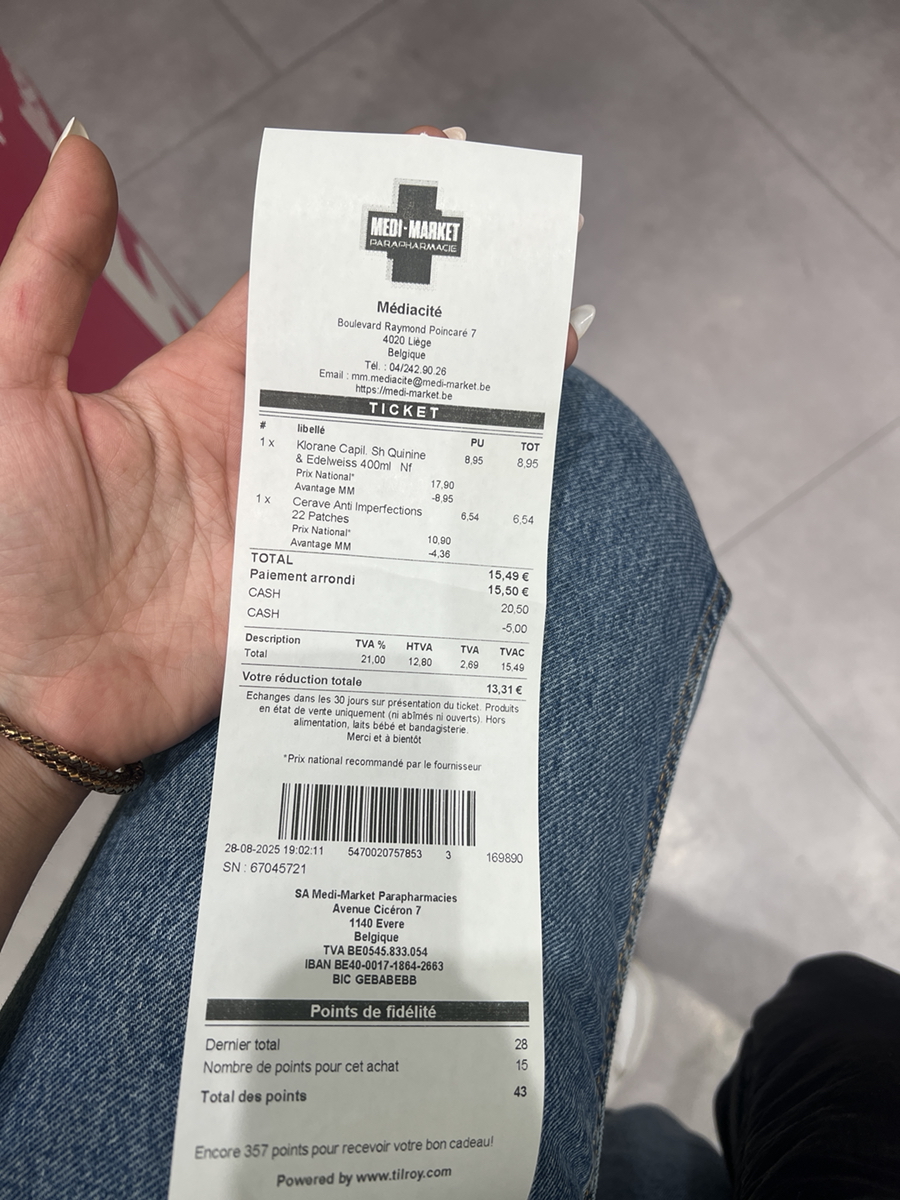 MEDI-MARKET
PARAPHARMACIE
Médiacité
Boulevard Raymond Poincaré 7
4020 Liège
Belgique
Tél. : 04/242.90.26
Email : mm.mediacite@medi-market.be
https://medi-market.be
TICKET
# libellé PU TOT
1 x Klorane Capil. Sh Quinine 8,95 8,95
& Edelweiss 400ml Nf
Prix National* 17,90
Avantage MM -8,95
1 x Cerave Anti Imperfections 6,54 6,54
22 Patches
Prix National* 10,90
Avantage MM -4,36
TOTAL 15,49 €
Paiement arrondi 15,50 €
CASH 20,50
CASH -5,00
Description TVA % HTVA TVA TVAC
Total 21,00 12,80 2,69 15,49
Votre réduction totale 13,31 €
Echanges dans les 30 jours sur présentation du ticket. Produits
en état de vente uniquement (ni abîmés ni ouverts). Hors
alimentation, laits bébé et bandagisterie.
Merci et à bientôt
*Prix national recommandé par le fournisseur
28-08-2025 19:02:11 5470020757853 3 169890
SN : 67045721
SA Medi-Market Parapharmacies
Avenue Cicéron 7
1140 Evere
Belgique
TVA BE0545.833.054
IBAN BE40-0017-1864-2663
BIC GEBABEBB
Points de fidélité
Dernier total 28
Nombre de points pour cet achat 15
Total des points 43
Encore 357 points pour recevoir votre bon cadeau!
Powered by www.tilroy.com